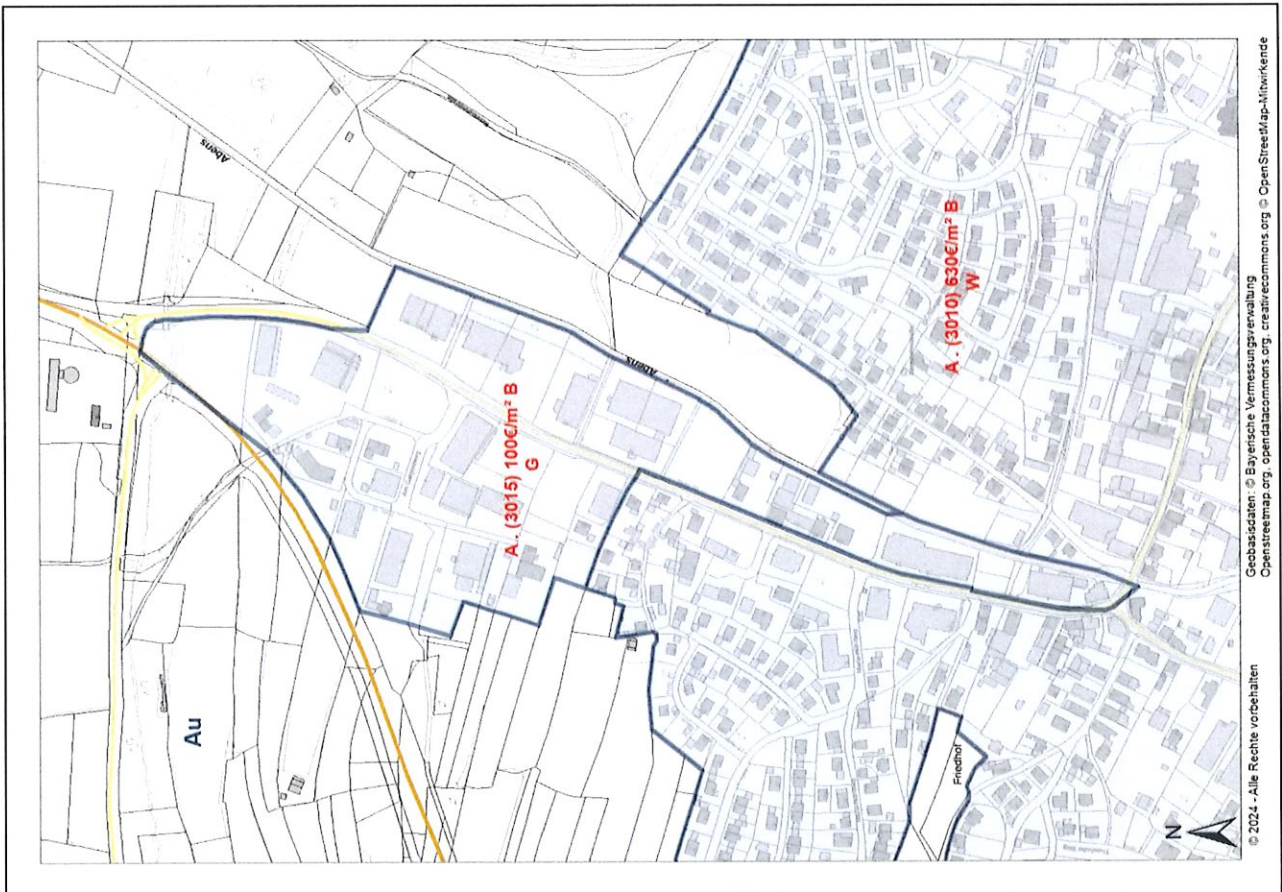 Abens
Au
A . (3015) 100€/m² B
G
Abens
A . (3010) 630€/m² B
W
Friedhof
N
© 2024 - Alle Rechte vorbehalten
Geobasisdaten: © Bayerische Vermessungsverwaltung
Openstreetmap.org, opendatacommons.org, creativecommons.org © OpenStreetMap-Mitwirkende